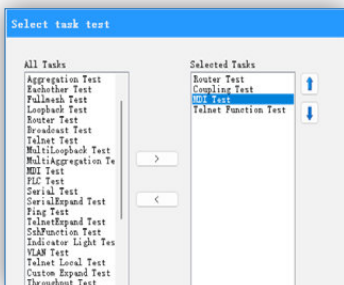 Select task test
All Tasks
Aggregation Test
Eachother Test
Fullmesh Test
Loopback Test
Router Test
Broadcast Test
Telnet Test
MultiLoopback Test
MultiAggregation Te
MDI Test
PLC Test
Serial Test
SerialExpand Test
Ping Test
TelnetExpand Test
SshFunction Test
Indicator Light Tes
VLAN Test
Telnet Local Test
Custom Expand Test
Throughput Test
>
<
Selected Tasks
Router Test
Coupling Test
MDI Test
Telnet Function Test